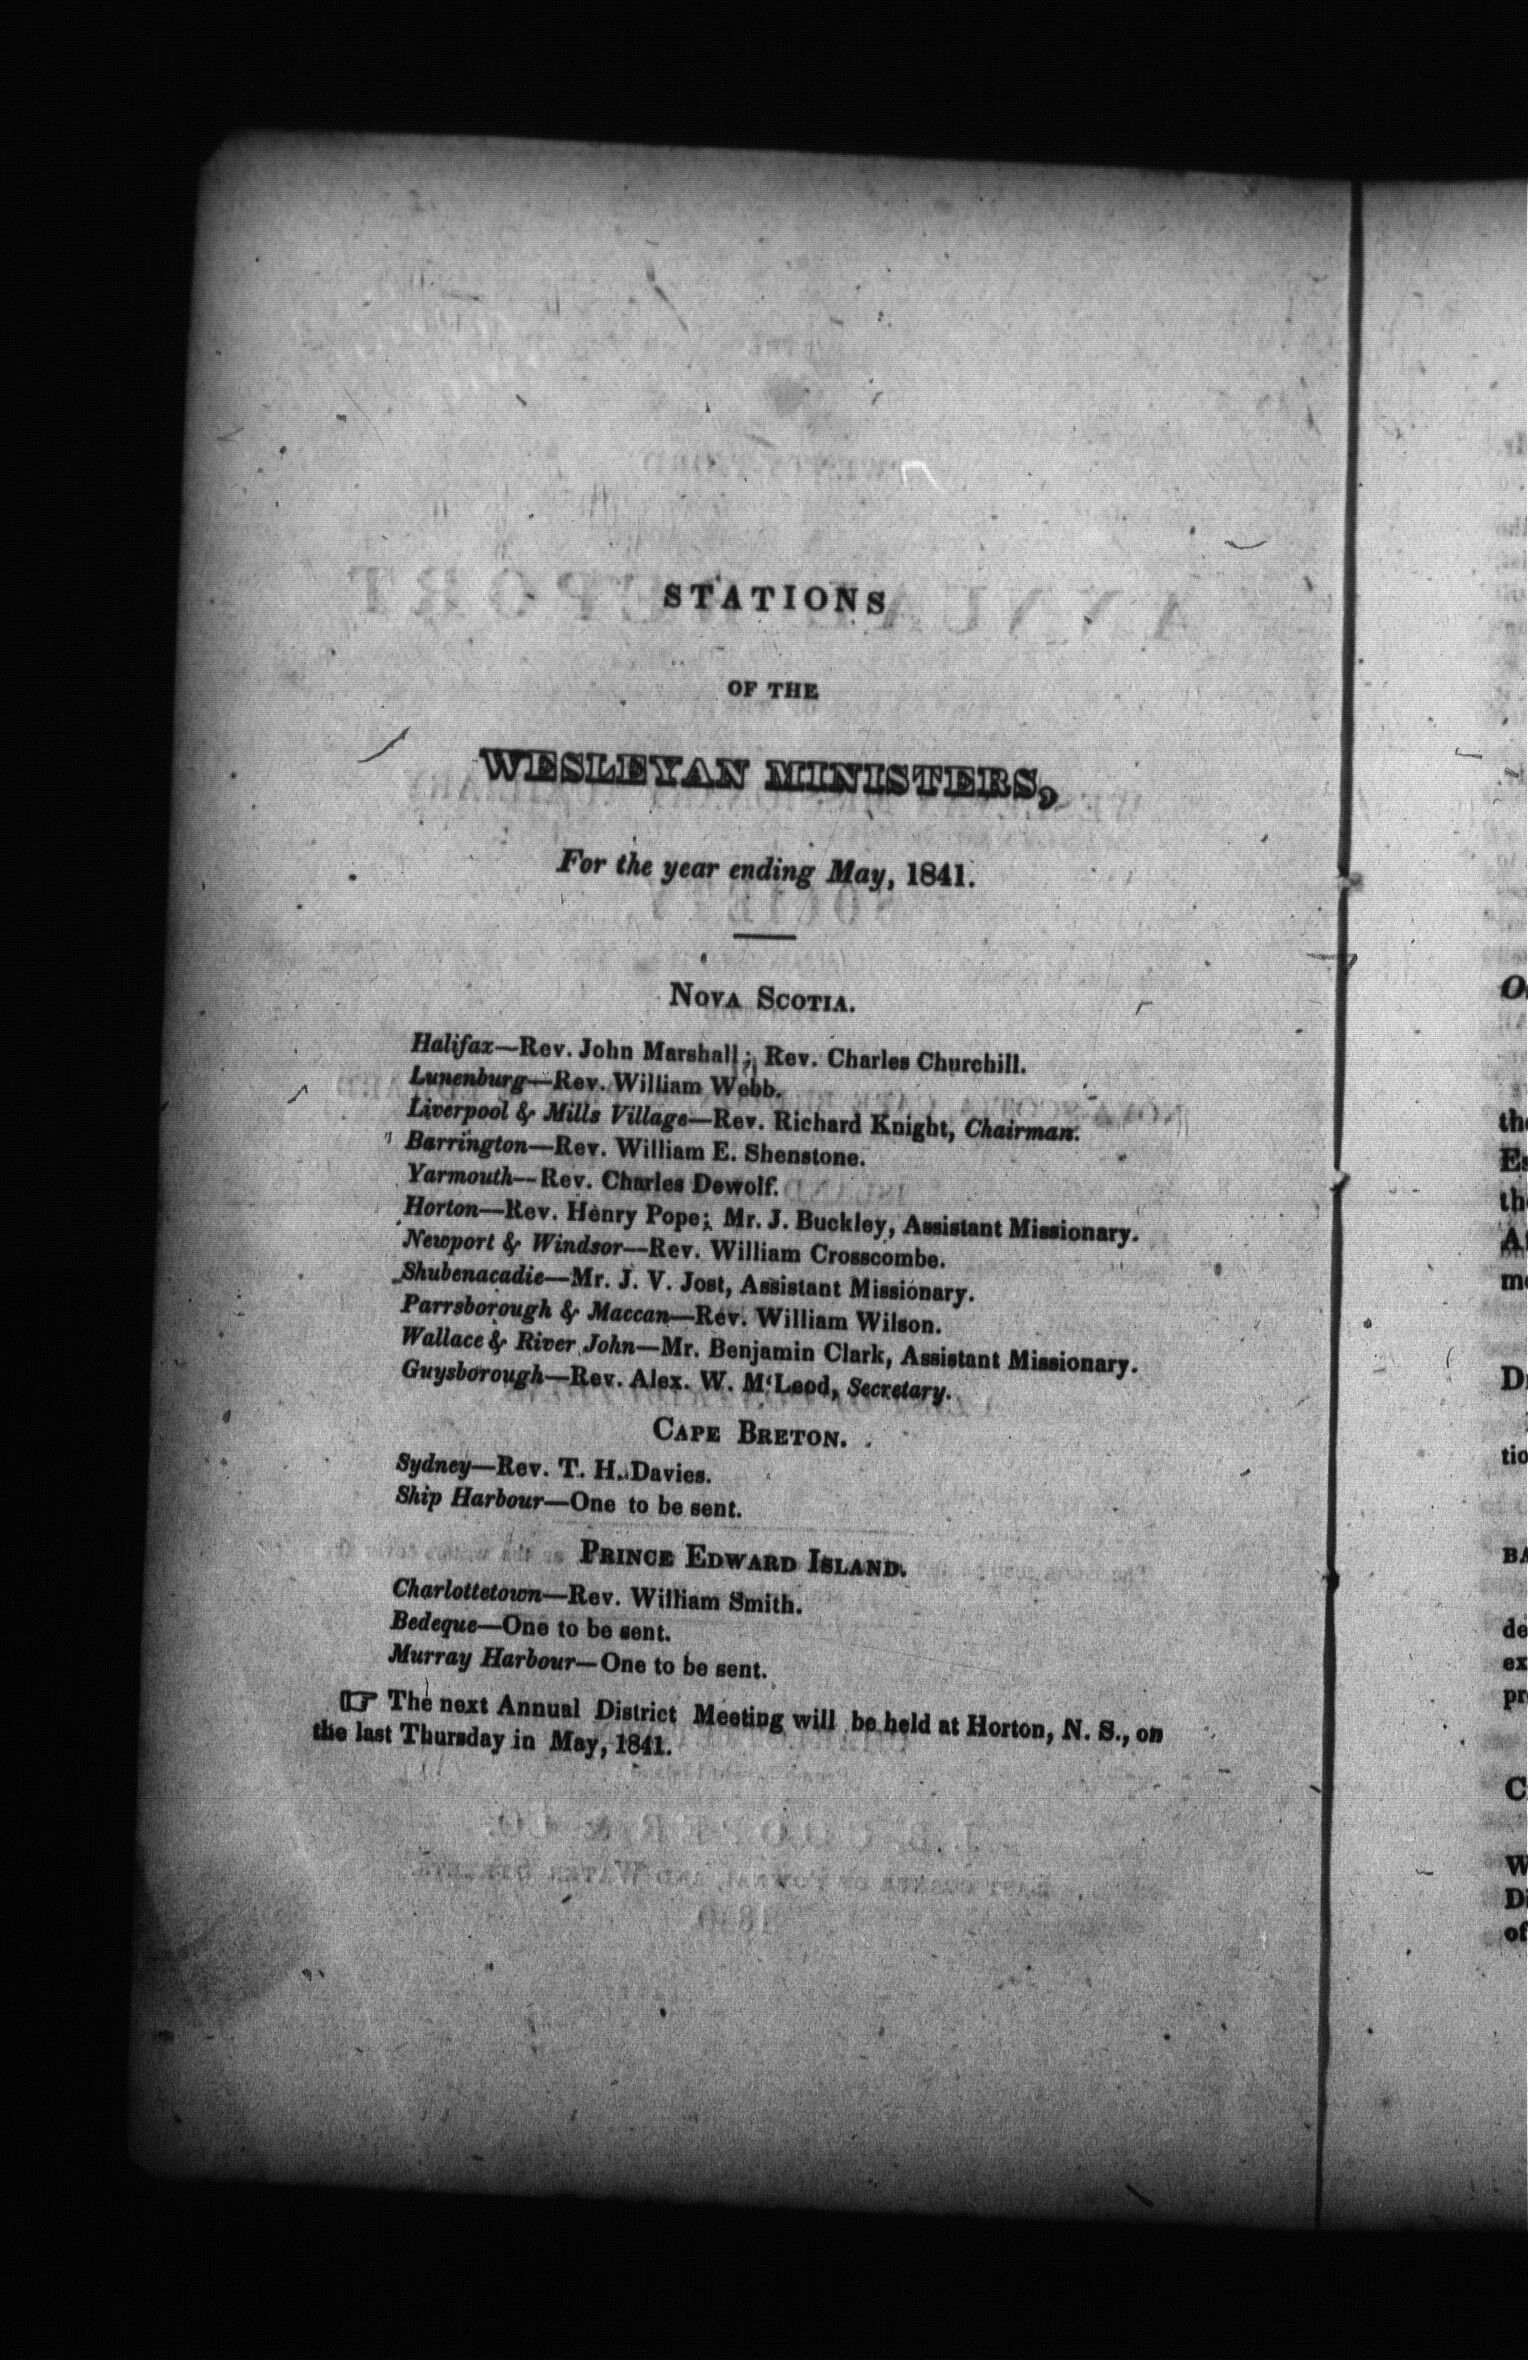 STATIONS
OF THE
WESLEYAN MINISTERS,
For the year ending May, 1841.
NOVA SCOTIA.
Halifax—Rev. John Marshall; Rev. Charles Churchill.
Lunenburg—Rev. William Webb.
Liverpool & Mills Village—Rev. Richard Knight, Chairman.
Barrington—Rev. William E. Shenstone.
Yarmouth—Rev. Charles Dewolf.
Horton—Rev. Henry Pope; Mr. J. Buckley, Assistant Missionary.
Newport & Windsor—Rev. William Crosscombe.
Shubenacadie—Mr. J. V. Jost, Assistant Missionary.
Parrsborough & Maccan—Rev. William Wilson.
Wallace & River John—Mr. Benjamin Clark, Assistant Missionary.
Guysborough—Rev. Alex. W. M'Leod, Secretary.
CAPE BRETON.
Sydney—Rev. T. H. Davies.
Ship Harbour—One to be sent.
PRINCE EDWARD ISLAND.
Charlottetown—Rev. William Smith.
Bedeque—One to be sent.
Murray Harbour—One to be sent.
☞ The next Annual District Meeting will be held at Horton, N. S., on
the last Thursday in May, 1841.